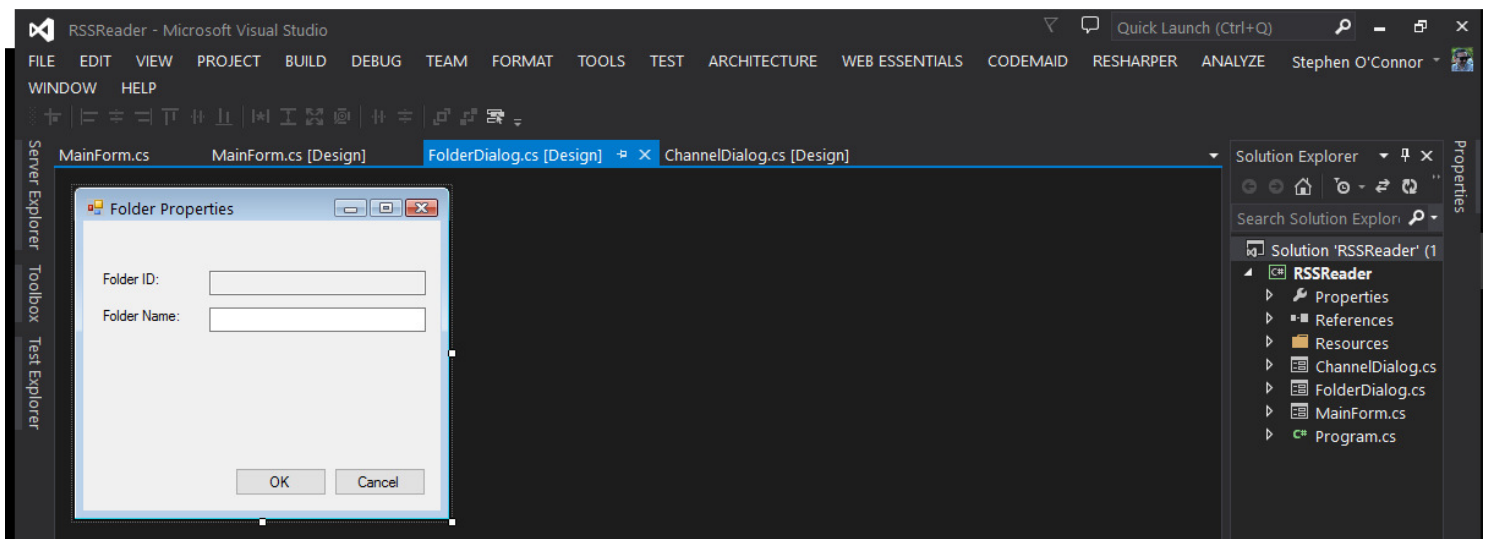 RSSReader - Microsoft Visual Studio
Quick Launch (Ctrl+Q)
FILE EDIT VIEW PROJECT BUILD DEBUG TEAM FORMAT TOOLS TEST ARCHITECTURE WEB ESSENTIALS CODEMAID RESHARPER ANALYZE Stephen O'Connor
WINDOW HELP
Server Explorer
Toolbox
Test Explorer
MainForm.cs MainForm.cs [Design] FolderDialog.cs [Design] ChannelDialog.cs [Design]
Folder Properties
Folder ID:
Folder Name:
OK Cancel
Solution Explorer
Search Solution Explor
Solution 'RSSReader' (1
C# RSSReader
Properties
References
Resources
ChannelDialog.cs
FolderDialog.cs
MainForm.cs
C# Program.cs
Properties